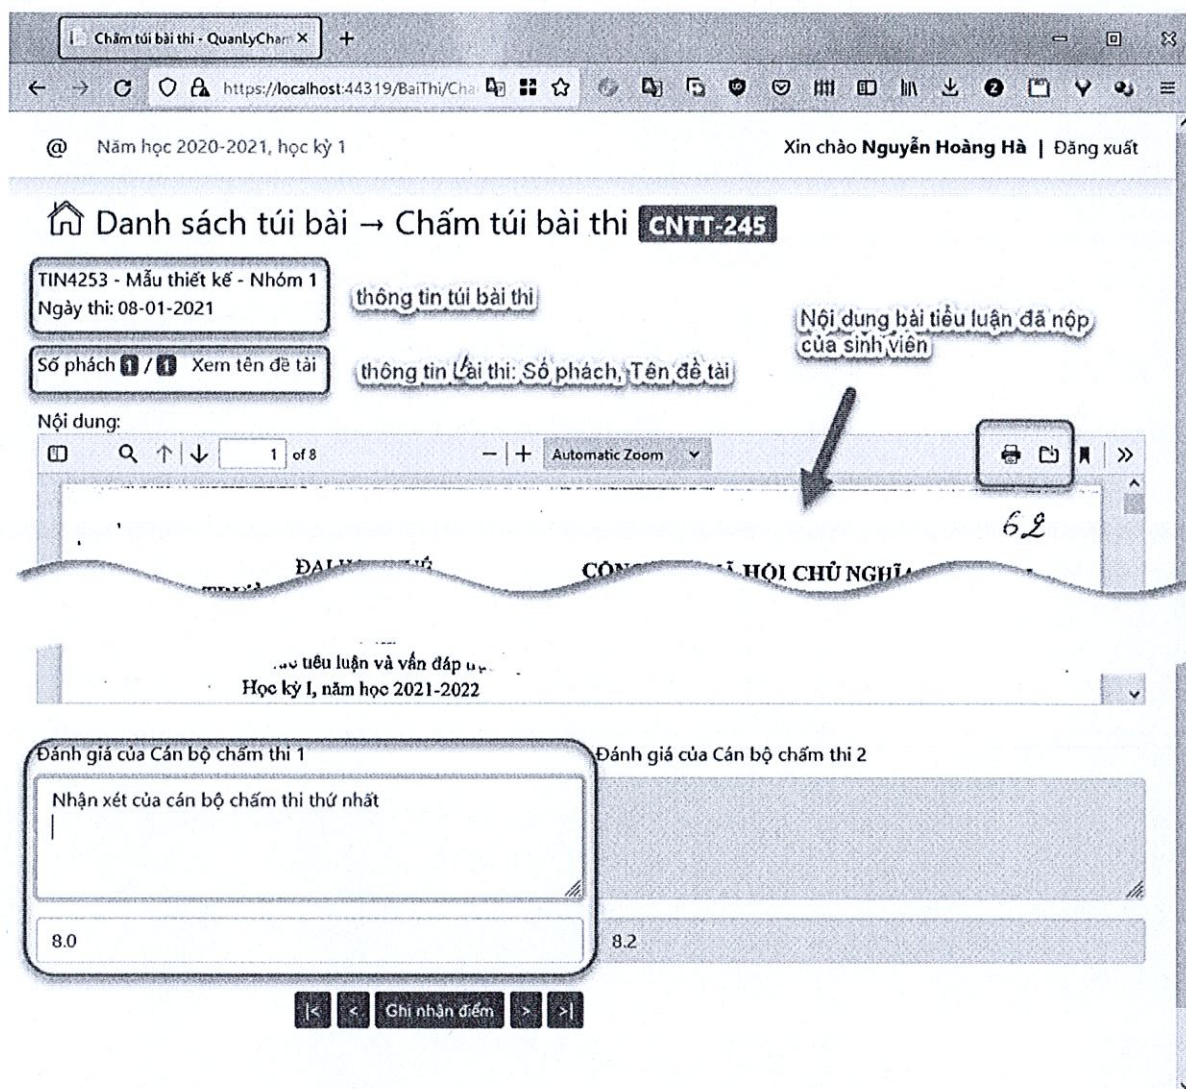 Chấm túi bài thi - QuanLyCham
https://localhost:44319/BaiThi/Cha
@ Năm học 2020-2021, học kỳ 1
Xin chào Nguyễn Hoàng Hà | Đăng xuất
Danh sách túi bài → Chấm túi bài thi CNTT-245
TIN4253 - Mẫu thiết kế - Nhóm 1
Ngày thi: 08-01-2021
thông tin túi bài thi
Nội dung bài tiểu luận đã nộp
của sinh viên
Số phách 1 / 1 Xem tên đề tài
thông tin bài thi: Số phách, Tên đề tài
Nội dung:
1 of 8
Automatic Zoom
62
HỘI CHỦ NGHĨA
tiêu luận và vấn đáp
Học kỳ I, năm học 2021-2022
Đánh giá của Cán bộ chấm thi 1
Đánh giá của Cán bộ chấm thi 2
Nhận xét của cán bộ chấm thi thứ nhất
8.0
8.2
|< < Ghi nhận điểm > >|